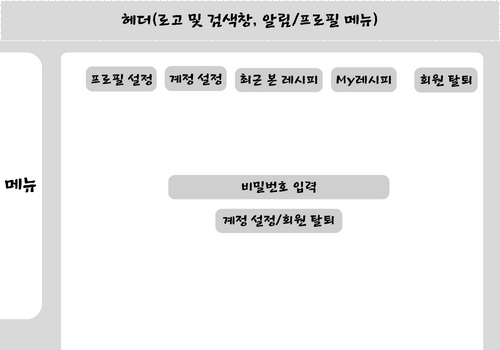 헤더(로고 및 검색창, 알림/프로필 메뉴)
프로필 설정 계정 설정 최근 본 레시피 My레시피 회원 탈퇴
메뉴
비밀번호 입력
계정 설정/회원 탈퇴